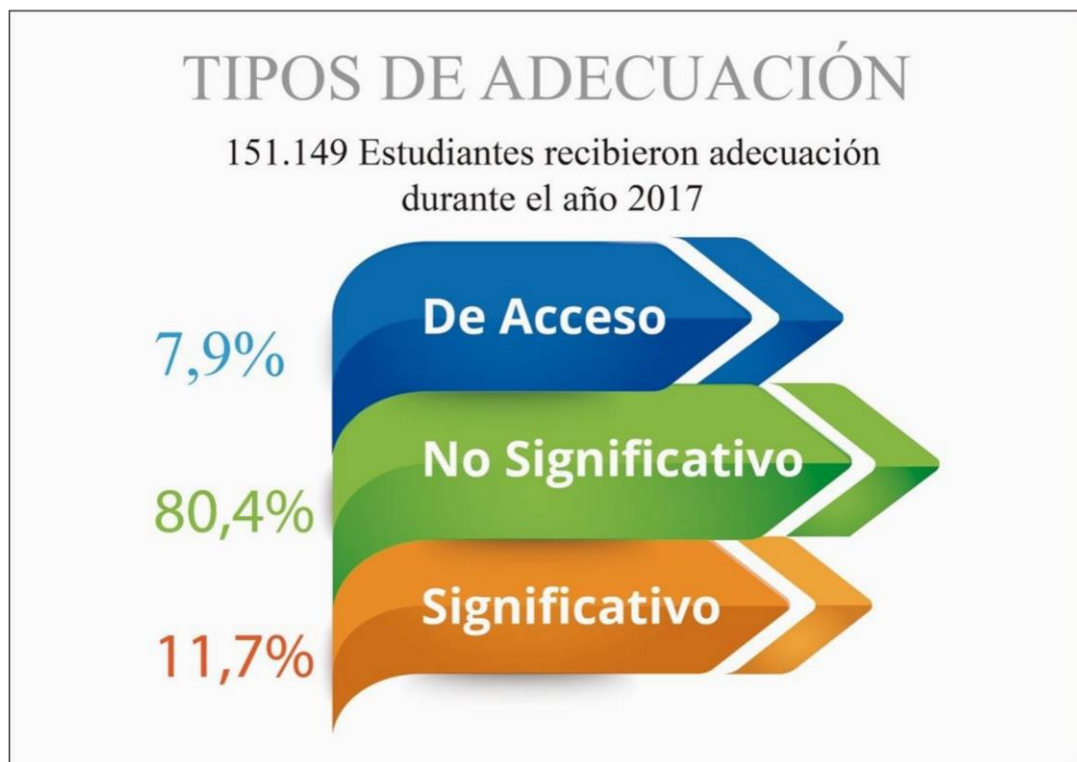 TIPOS DE ADECUACIÓN
151.149 Estudiantes recibieron adecuación
durante el año 2017
De Acceso
7,9%
No Significativo
80,4%
Significativo
11,7%